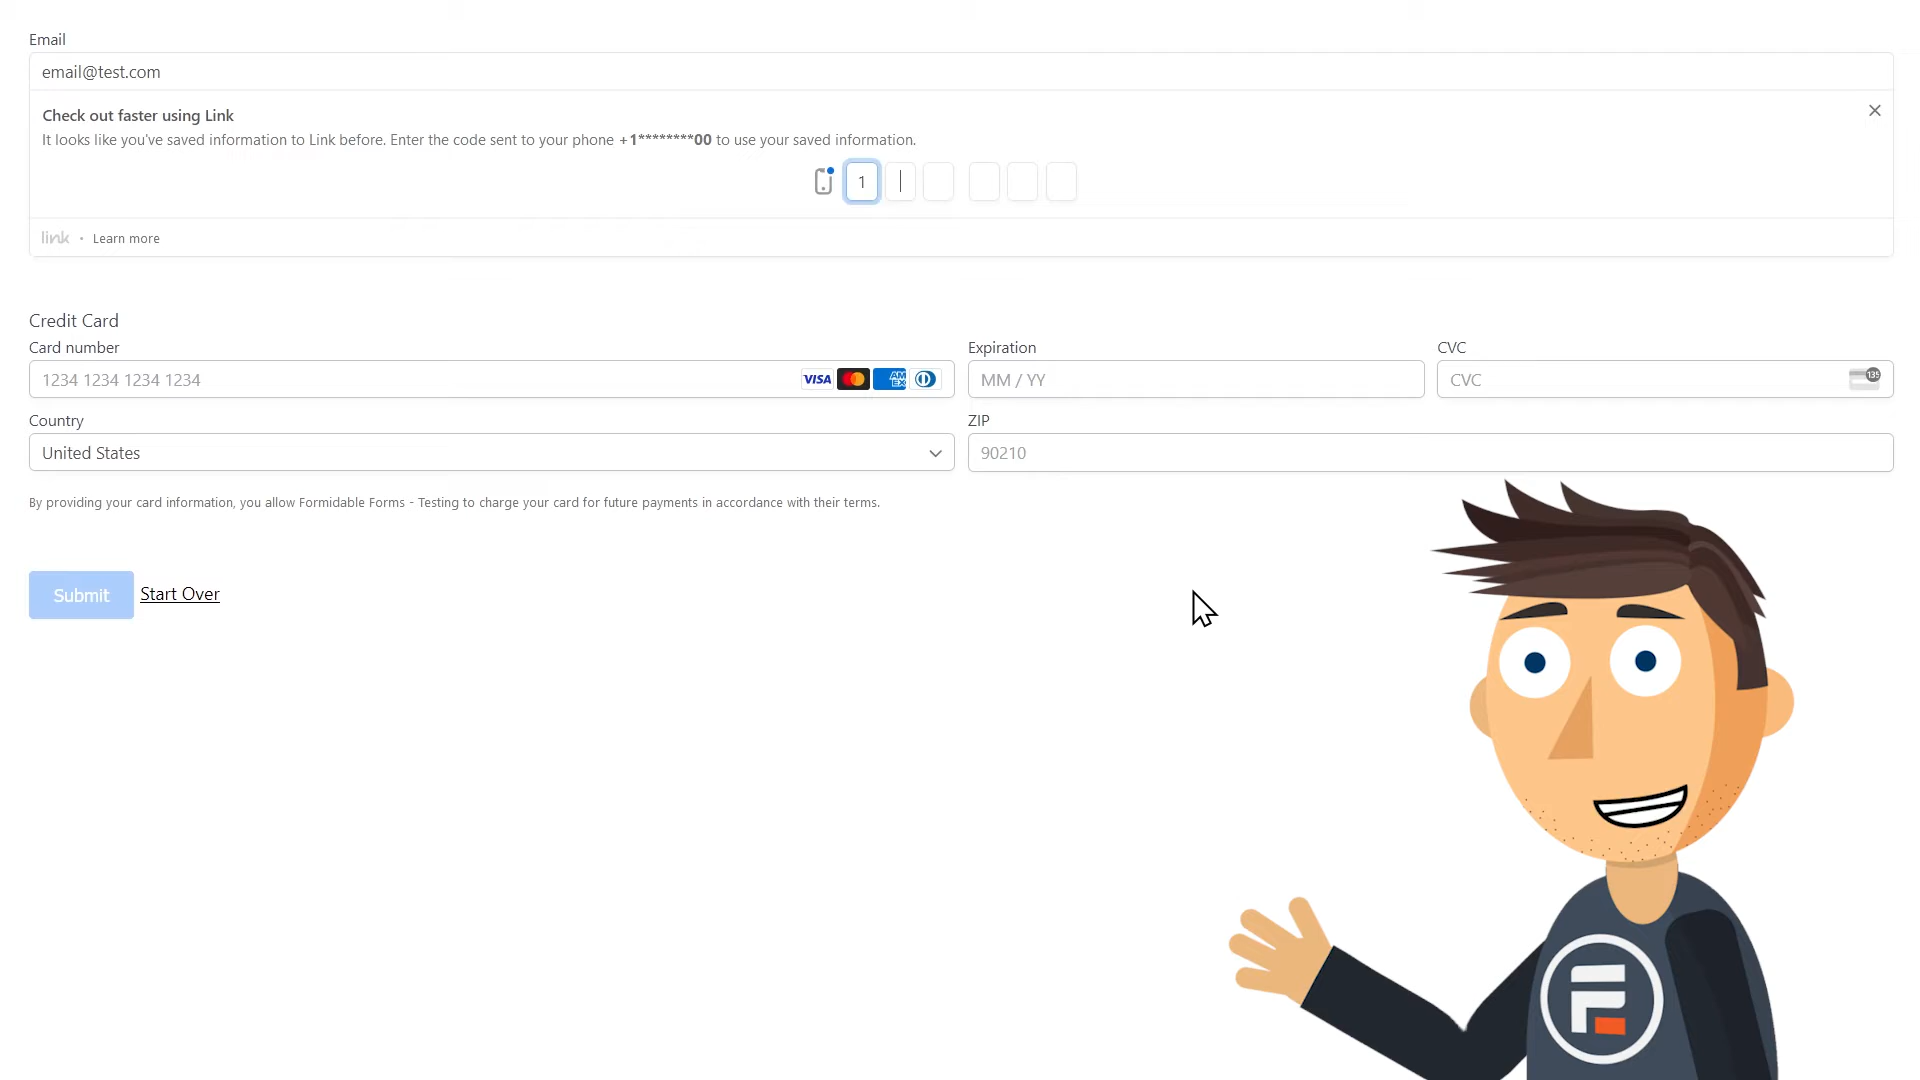 Email
email@test.com
Check out faster using Link
It looks like you've saved information to Link before. Enter the code sent to your phone +1********00 to use your saved information.
1
link · Learn more
Credit Card
Card number
Expiration
CVC
1234 1234 1234 1234
VISA
AM
EX
MM / YY
CVC
135
Country
ZIP
United States
90210
By providing your card information, you allow Formidable Forms - Testing to charge your card for future payments in accordance with their terms.
Submit
Start Over